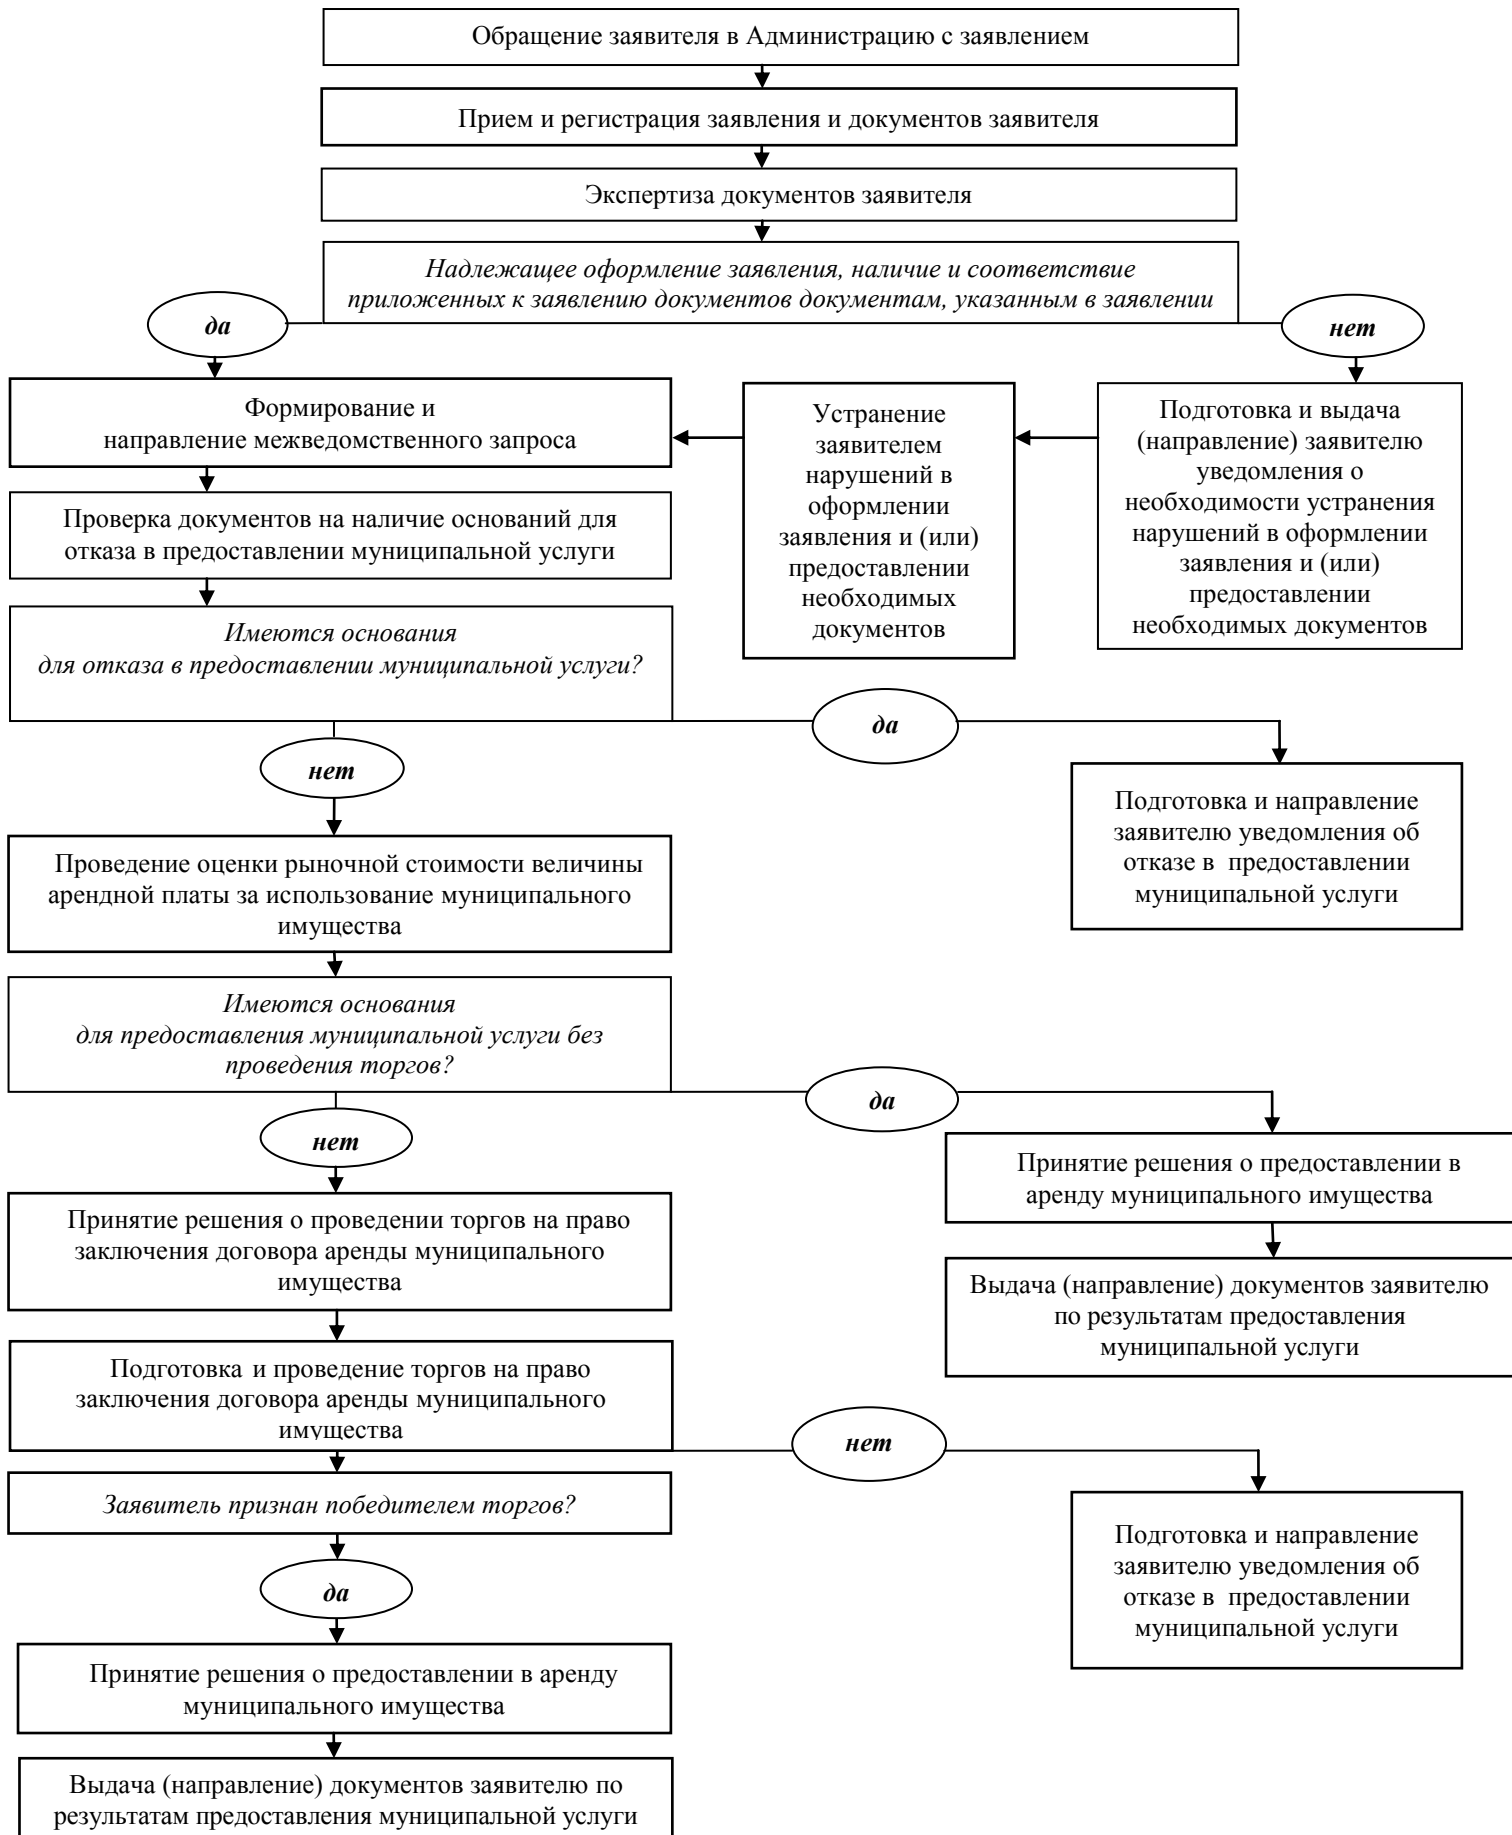 Обращение заявителя в Администрацию с заявлением
Прием и регистрация заявления и документов заявителя
Экспертиза документов заявителя
Надлежащее оформление заявления, наличие и соответствие
приложенных к заявлению документов документам, указанным в заявлении
да
нет
Формирование и
направление межведомственного запроса
Устранение
заявителем
нарушений в
оформлении
заявления и (или)
предоставлении
необходимых
документов
Подготовка и выдача
(направление) заявителю
уведомления о
необходимости устранения
нарушений в оформлении
заявления и (или)
предоставлении
необходимых документов
Проверка документов на наличие оснований для
отказа в предоставлении муниципальной услуги
Имеются основания
для отказа в предоставлении муниципальной услуги?
да
нет
Подготовка и направление
заявителю уведомления об
отказе в предоставлении
муниципальной услуги
Проведение оценки рыночной стоимости величины
арендной платы за использование муниципального
имущества
Имеются основания
для предоставления муниципальной услуги без
проведения торгов?
да
нет
Принятие решения о предоставлении в
аренду муниципального имущества
Принятие решения о проведении торгов на право
заключения договора аренды муниципального
имущества
Выдача (направление) документов заявителю
по результатам предоставления
муниципальной услуги
Подготовка и проведение торгов на право
заключения договора аренды муниципального
имущества
нет
Заявитель признан победителем торгов?
Подготовка и направление
заявителю уведомления об
отказе в предоставлении
муниципальной услуги
да
Принятие решения о предоставлении в аренду
муниципального имущества
Выдача (направление) документов заявителю по
результатам предоставления муниципальной услуги